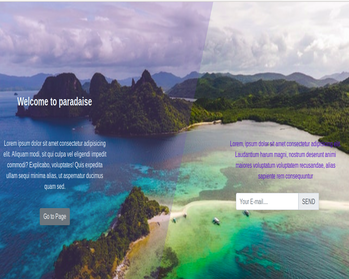 Welcome to paradaise
Lorem ipsum dolor sit amet consectetur adipisicing
elit. Aliquam modi, sit qui culpa vel eligendi impedit
commodi? Explicabo, voluptates! Quis expedita
ullam sequi minima alias, ut aspernatur ducimus
quam sed.
Go to Page
Lorem, ipsum dolor sit amet consectetur adipisicing
Laudantium harum magni, nostrum deserunt animi
maiores voluptatum voluptatem recusandae, alias
sapiente rem consequuntur
Your E-mail...
SEND